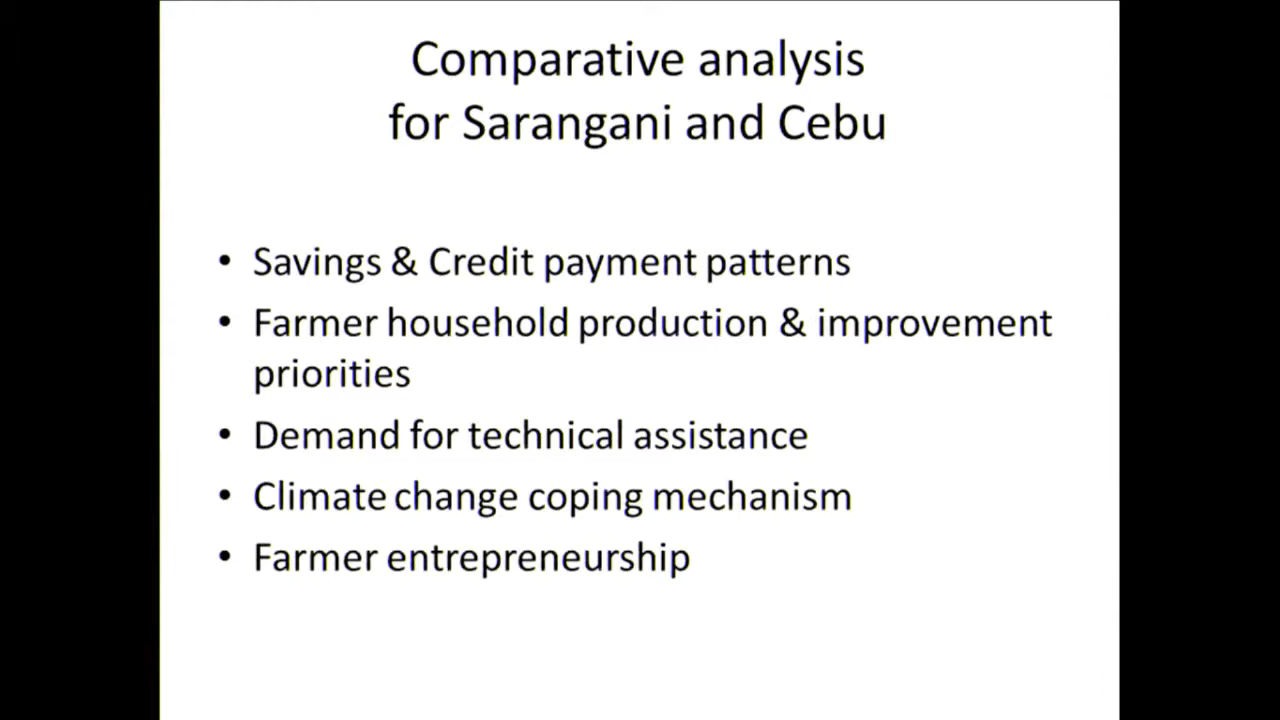 Comparative analysis
for Sarangani and Cebu
• Savings & Credit payment patterns
• Farmer household production & improvement
priorities
• Demand for technical assistance
• Climate change coping mechanism
• Farmer entrepreneurship